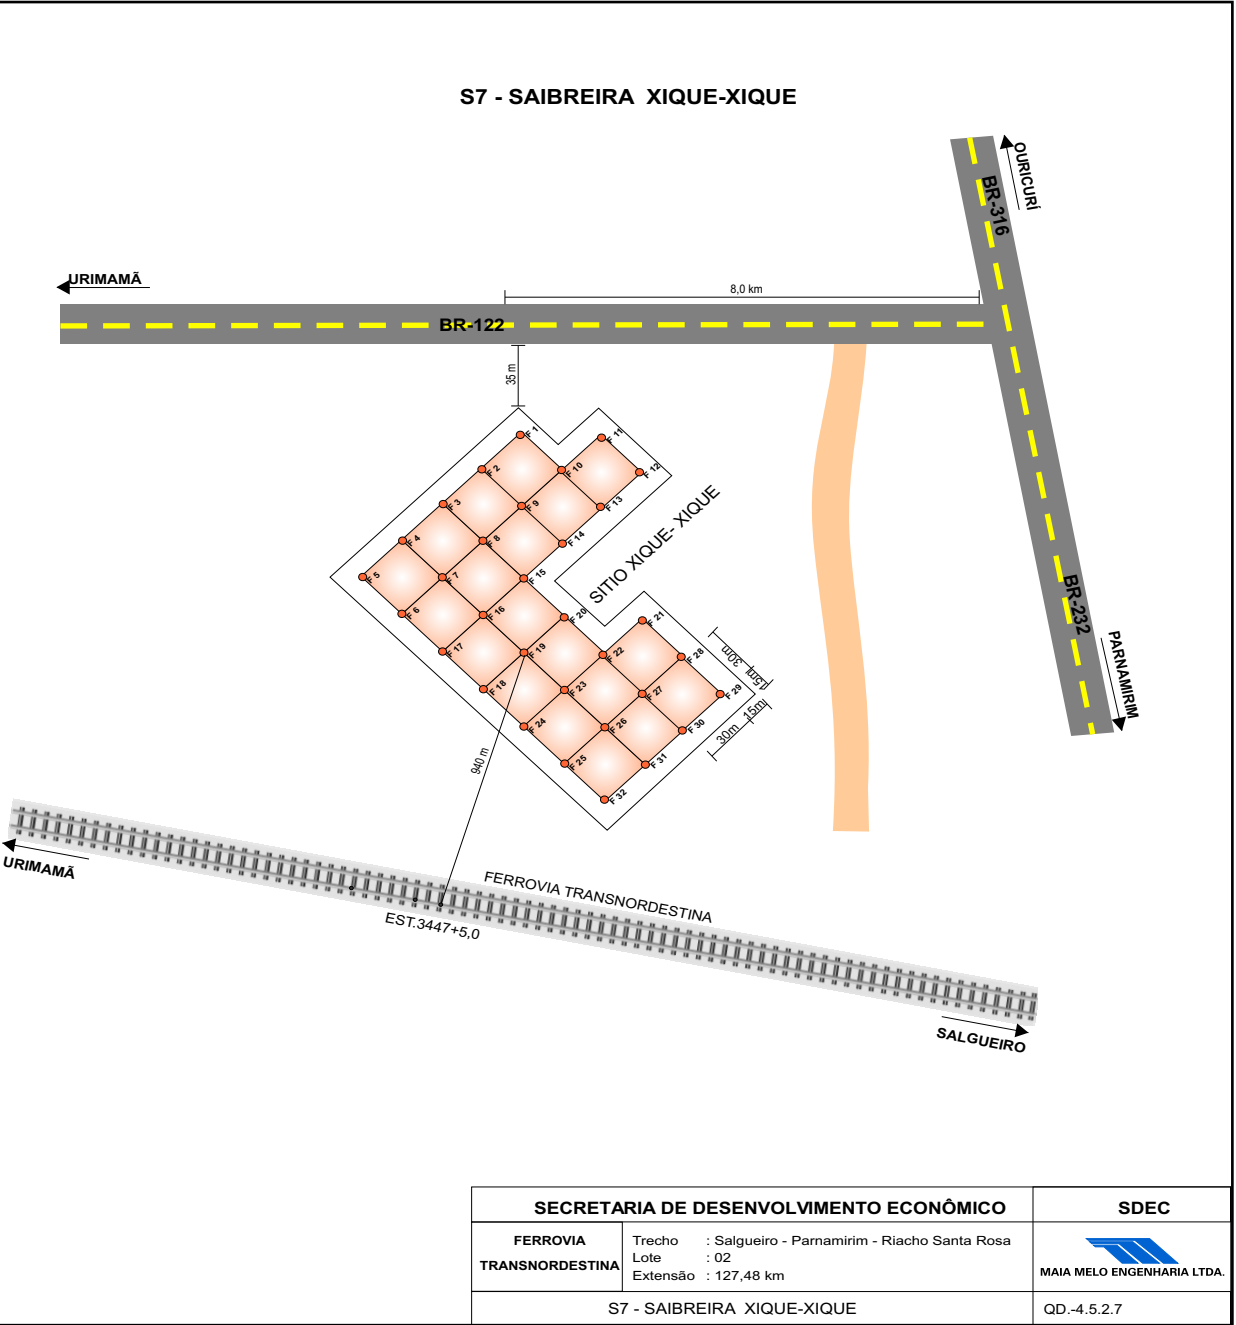 S7 - SAIBREIRA XIQUE-XIQUE
OURICURÍ
BR-316
URIMAMÃ
8,0 km
BR-122
35 m
F 1
F 11
F 2
F 10
F 12
F 3
F 9
F 13
F 4
F 8
F 14
SITIO XIQUE- XIQUE
F 5
F 7
F 15
F 6
F 16
F 20
F 21
BR-232
F 17
F 19
F 22
F 28
30m
15m
PARNAMIRIM
F 18
F 23
F 27
F 29
F 24
F 26
F 30
15m
30m
F 25
F 31
F 32
940 m
URIMAMÃ
FERROVIA TRANSNORDESTINA
EST.3447+5,0
SALGUEIRO
SECRETARIA DE DESENVOLVIMENTO ECONÔMICO
SDEC
FERROVIA
TRANSNORDESTINA
Trecho : Salgueiro - Parnamirim - Riacho Santa Rosa
Lote : 02
Extensão : 127,48 km
MAIA MELO ENGENHARIA LTDA.
S7 - SAIBREIRA XIQUE-XIQUE
QD.-4.5.2.7